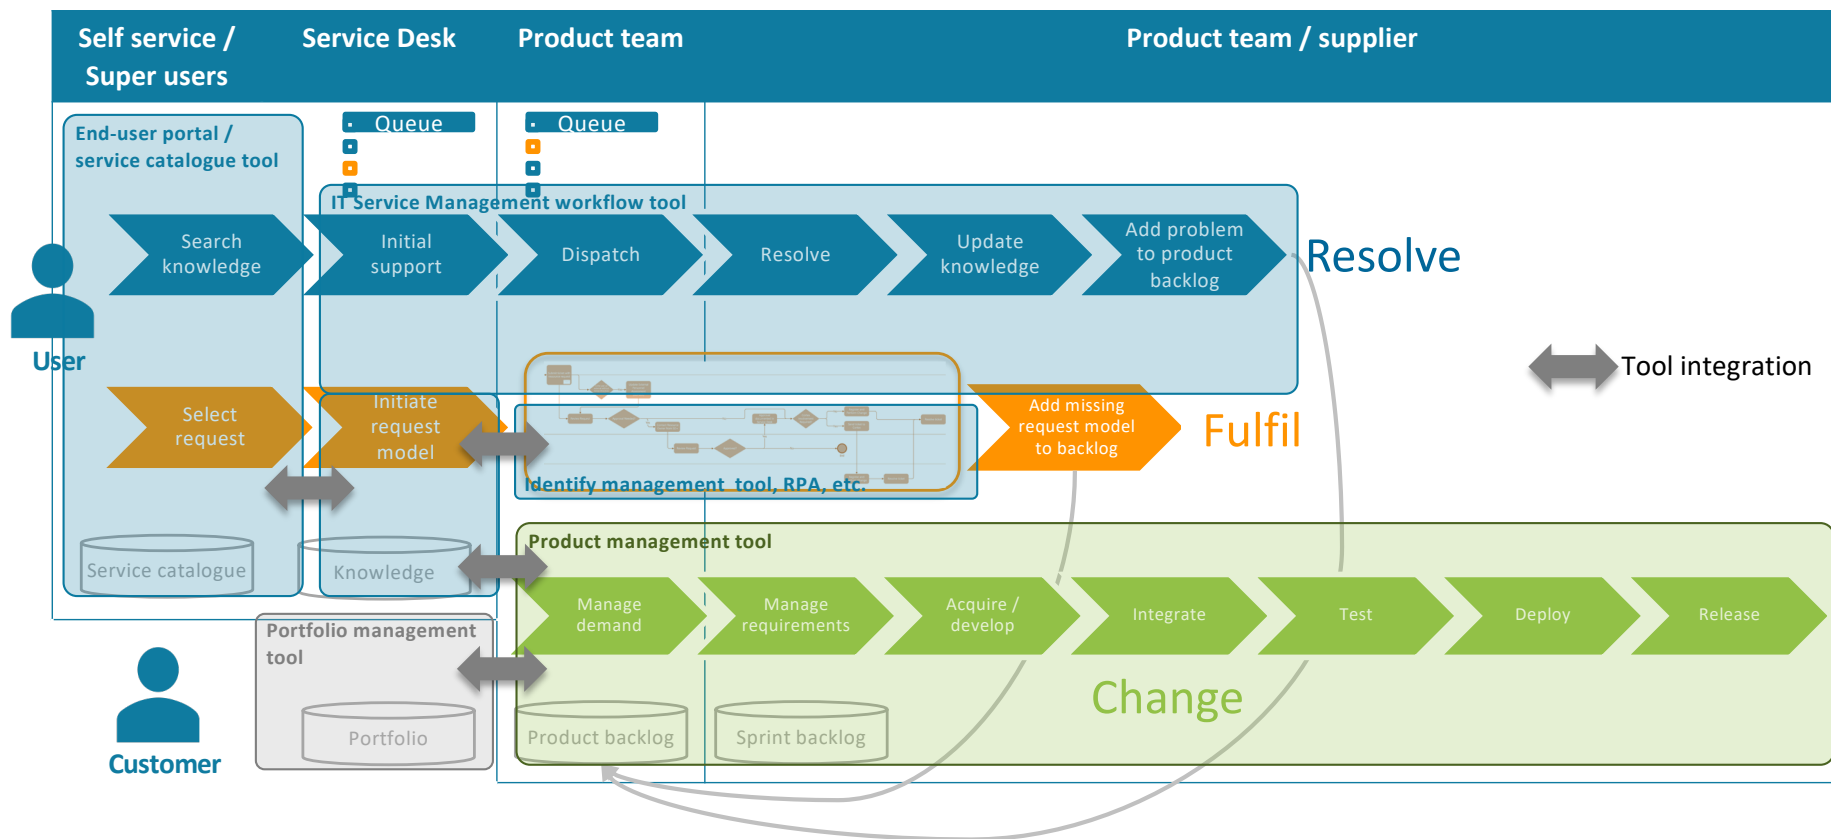 Self service /
Super users
Service Desk
Product team
Product team / supplier
End-user portal /
service catalogue tool
Queue
Queue
IT Service Management workflow tool
Search
knowledge
Initial
support
Dispatch
Resolve
Update
knowledge
Add problem
to product
backlog
Resolve
User
Tool integration
Select
request
Initiate
request
model
Add missing
request model
to backlog
Fulfil
Identify management tool, RPA, etc.
Service catalogue
Knowledge
Product management tool
Manage
demand
Manage
requirements
Acquire /
develop
Integrate
Test
Deploy
Release
Portfolio management
tool
Change
Portfolio
Product backlog
Sprint backlog
Customer